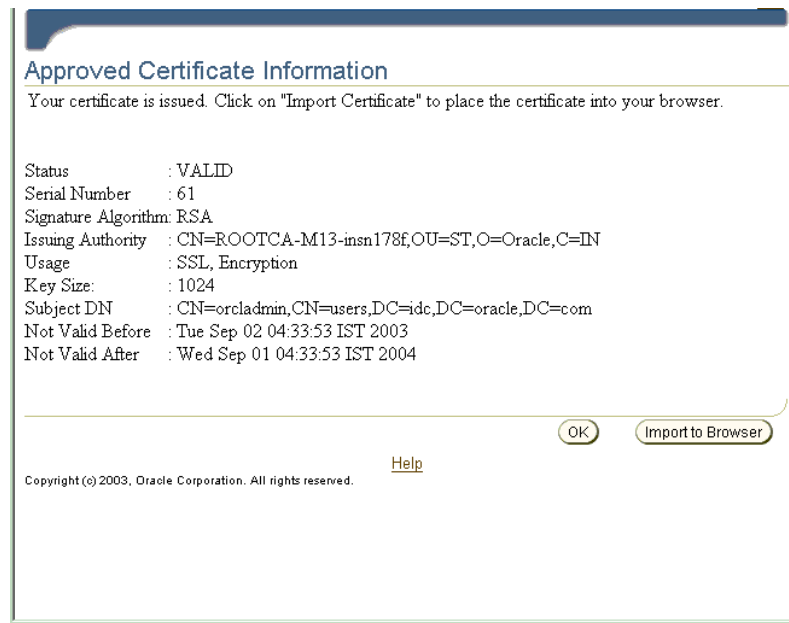 Approved Certificate Information
Your certificate is issued. Click on "Import Certificate" to place the certificate into your browser.
Status : VALID
Serial Number : 61
Signature Algorithm: RSA
Issuing Authority : CN=ROOTCA-M13-insn178f,OU=ST,O=Oracle,C=IN
Usage : SSL, Encryption
Key Size: : 1024
Subject DN : CN=orcladmin,CN=users,DC=idc,DC=oracle,DC=com
Not Valid Before : Tue Sep 02 04:33:53 IST 2003
Not Valid After : Wed Sep 01 04:33:53 IST 2004
OK Import to Browser
Help
Copyright (c) 2003, Oracle Corporation. All rights reserved.